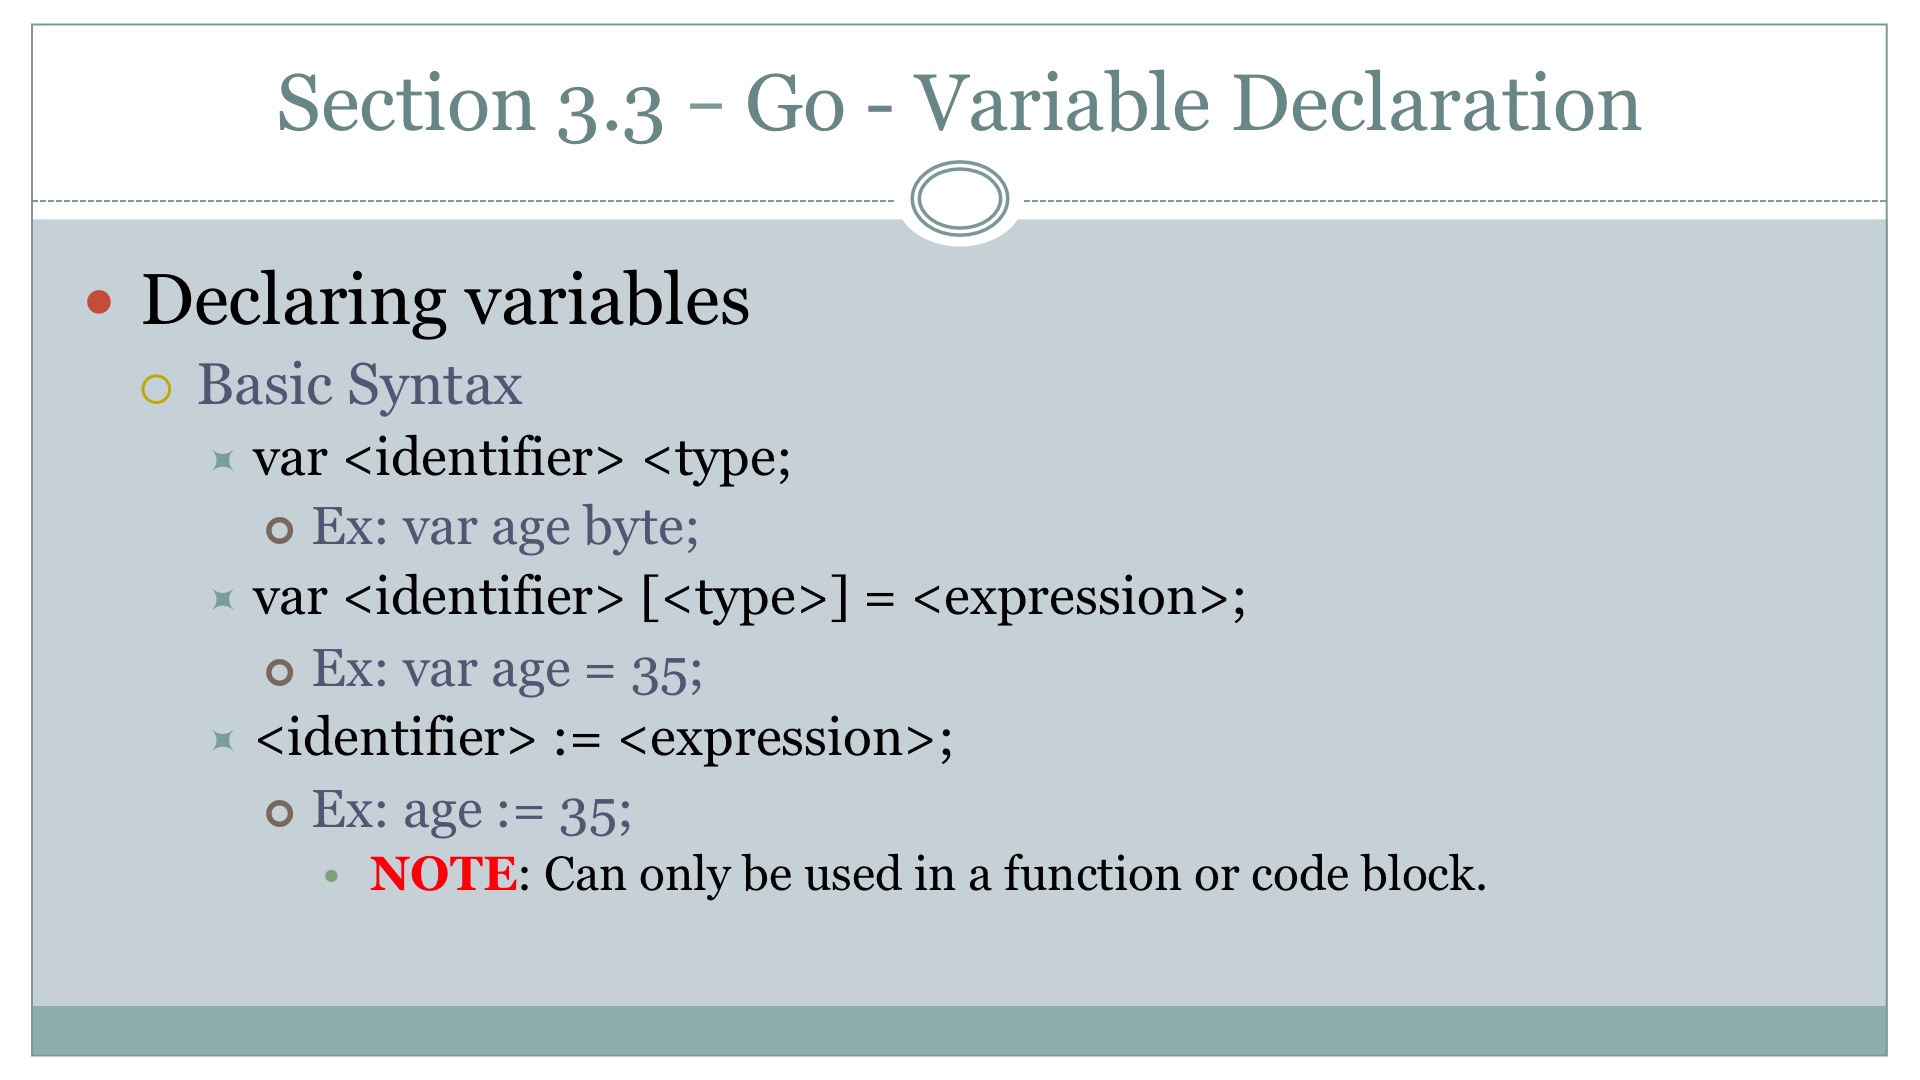 Section 3.3 – Go - Variable Declaration
Declaring variables
Basic Syntax
var <identifier> <type;
Ex: var age byte;
var <identifier> [<type>] = <expression>;
Ex: var age = 35;
<identifier> := <expression>;
Ex: age := 35;
NOTE: Can only be used in a function or code block.